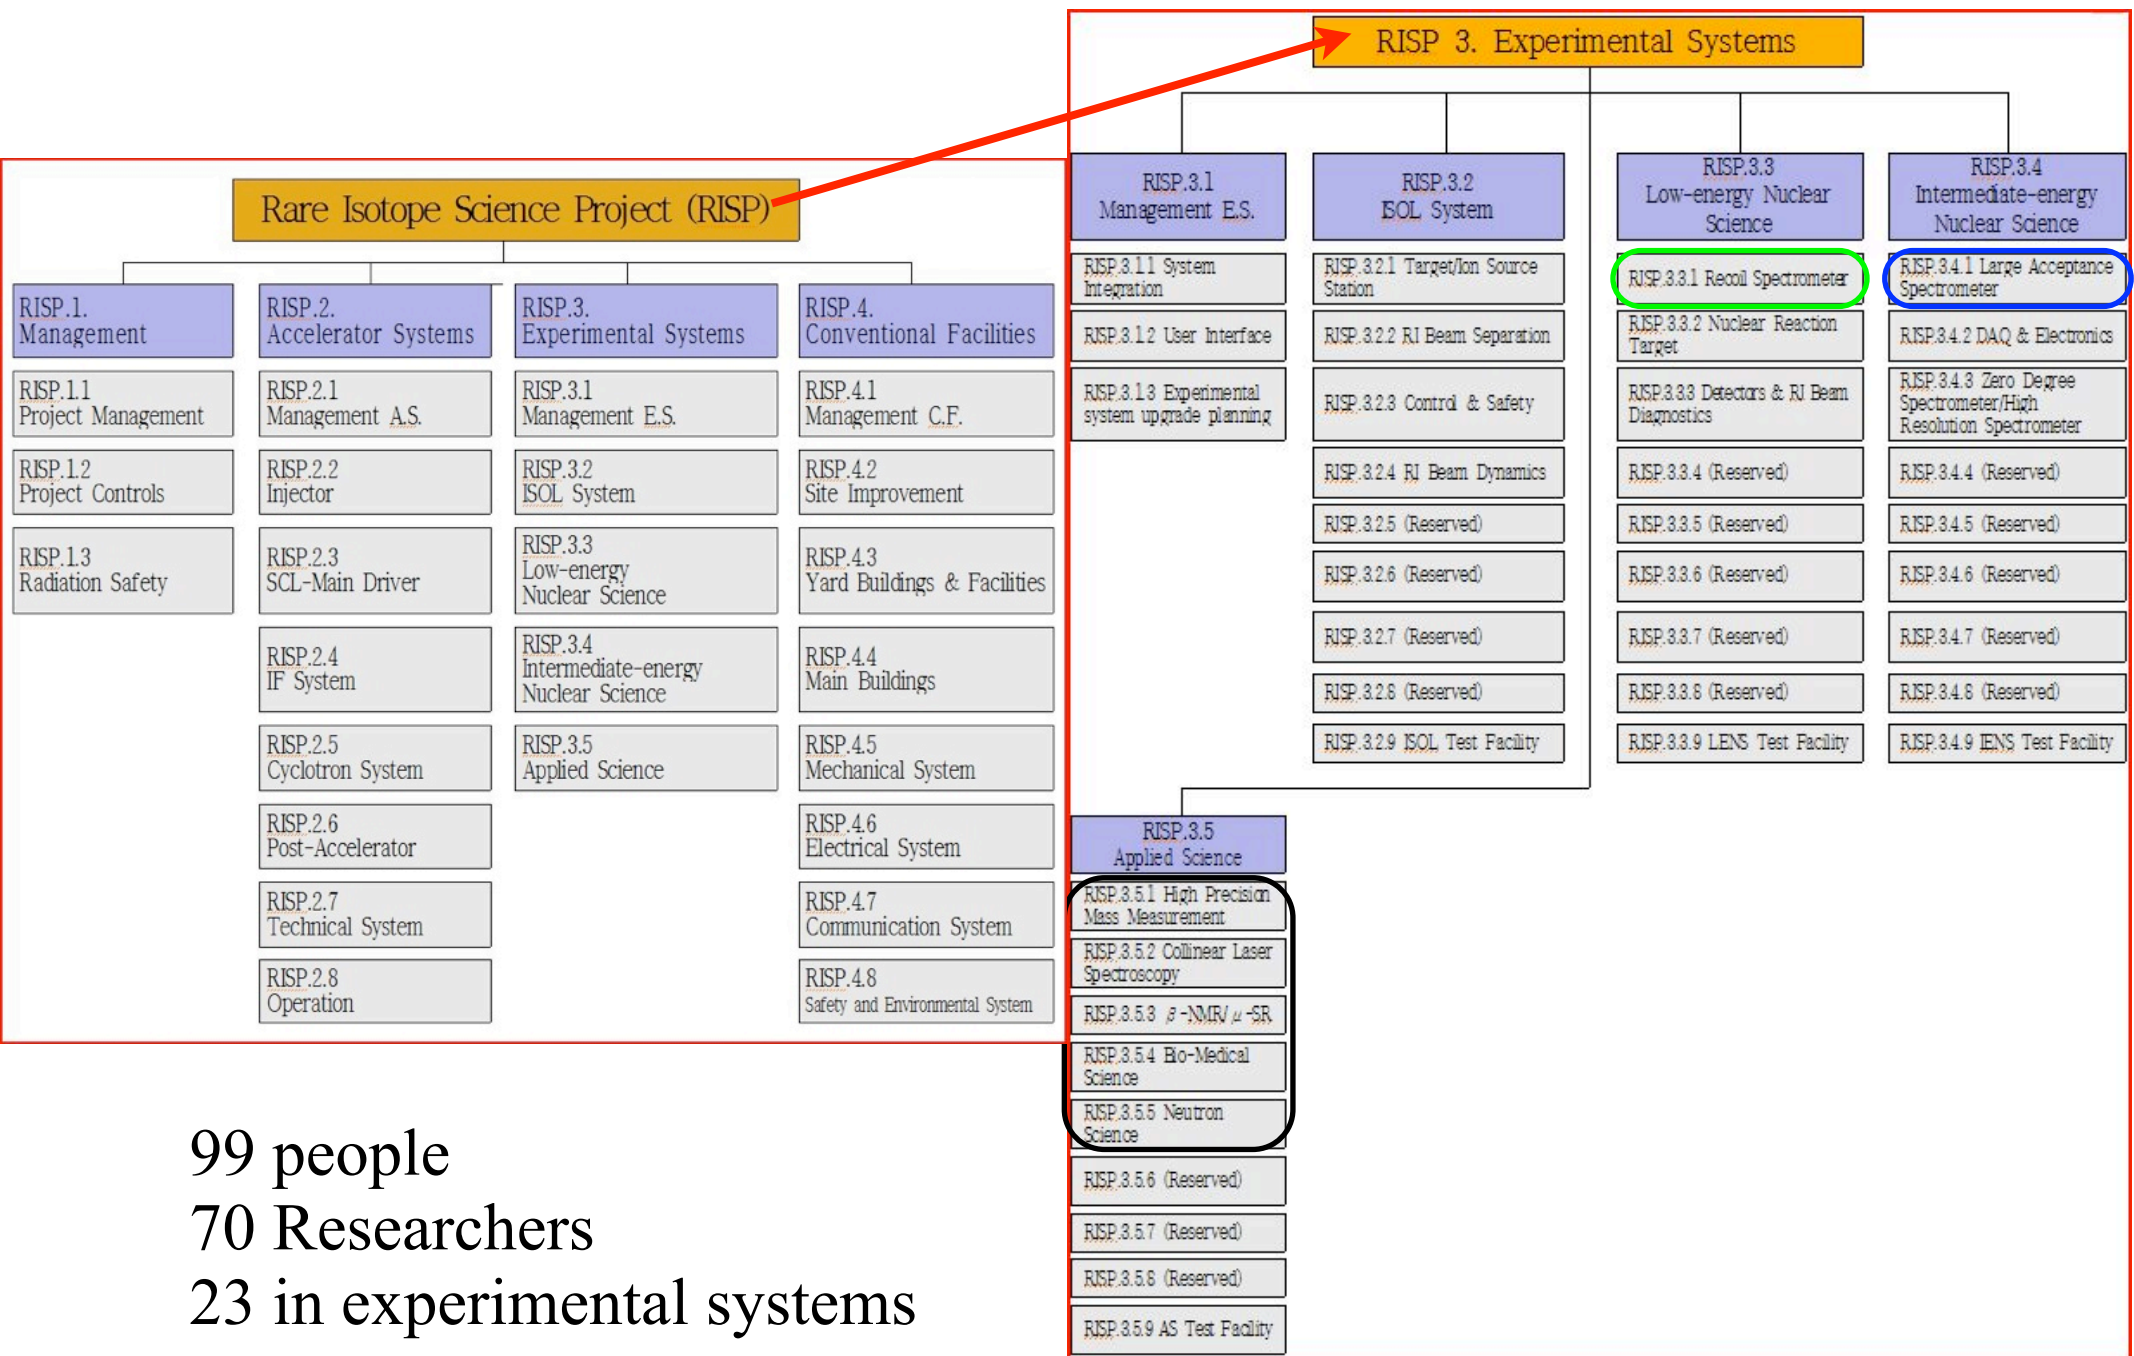 Rare Isotope Science Project (RISP)
RISP.1.
Management
RISP.1.1
Project Management
RISP.1.2
Project Controls
RISP.1.3
Radiation Safety
RISP.2.
Accelerator Systems
RISP.2.1
Management A.S.
RISP.2.2
Injector
RISP.2.3
SCL-Main Driver
RISP.2.4
IF System
RISP.2.5
Cyclotron System
RISP.2.6
Post-Accelerator
RISP.2.7
Technical System
RISP.2.8
Operation
RISP.3.
Experimental Systems
RISP.3.1
Management E.S.
RISP.3.2
ISOL System
RISP.3.3
Low-energy
Nuclear Science
RISP.3.4
Intermediate-energy
Nuclear Science
RISP.3.5
Applied Science
RISP.4.
Conventional Facilities
RISP.4.1
Management C.F.
RISP.4.2
Site Improvement
RISP.4.3
Yard Buildings & Facilities
RISP.4.4
Main Buildings
RISP.4.5
Mechanical System
RISP.4.6
Electrical System
RISP.4.7
Communication System
RISP.4.8
Safety and Environmental System
99 people
70 Researchers
23 in experimental systems
RISP 3. Experimental Systems
RISP.3.1
Management E.S.
RISP.3.1.1 System
Integration
RISP.3.1.2 User Interface
RISP.3.1.3 Experimental
system upgrade planning
RISP.3.2
ISOL System
RISP.3.2.1 Target/Ion Source
Station
RISP.3.2.2 RI Beam Separation
RISP.3.2.3 Control & Safety
RISP.3.2.4 RI Beam Dynamics
RISP.3.2.5 (Reserved)
RISP.3.2.6 (Reserved)
RISP.3.2.7 (Reserved)
RISP.3.2.8 (Reserved)
RISP.3.2.9 ISOL Test Facility
RISP.3.3
Low-energy Nuclear
Science
RISP.3.3.1 Recoil Spectrometer
RISP.3.3.2 Nuclear Reaction
Target
RISP.3.3.3 Detectors & RI Beam
Diagnostics
RISP.3.3.4 (Reserved)
RISP.3.3.5 (Reserved)
RISP.3.3.6 (Reserved)
RISP.3.3.7 (Reserved)
RISP.3.3.8 (Reserved)
RISP.3.3.9 LENS Test Facility
RISP.3.4
Intermediate-energy
Nuclear Science
RISP.3.4.1 Large Acceptance
Spectrometer
RISP.3.4.2 DAQ & Electronics
RISP.3.4.3 Zero Degree
Spectrometer/High
Resolution Spectrometer
RISP.3.4.4 (Reserved)
RISP.3.4.5 (Reserved)
RISP.3.4.6 (Reserved)
RISP.3.4.7 (Reserved)
RISP.3.4.8 (Reserved)
RISP.3.4.9 IENS Test Facility
RISP.3.5
Applied Science
RISP.3.5.1 High Precision
Mass Measurement
RISP.3.5.2 Collinear Laser
Spectroscopy
RISP.3.5.3 β-NMR/μ-SR
RISP.3.5.4 Bio-Medical
Science
RISP.3.5.5 Neutron
Science
RISP.3.5.6 (Reserved)
RISP.3.5.7 (Reserved)
RISP.3.5.8 (Reserved)
RISP.3.5.9 AS Test Facility